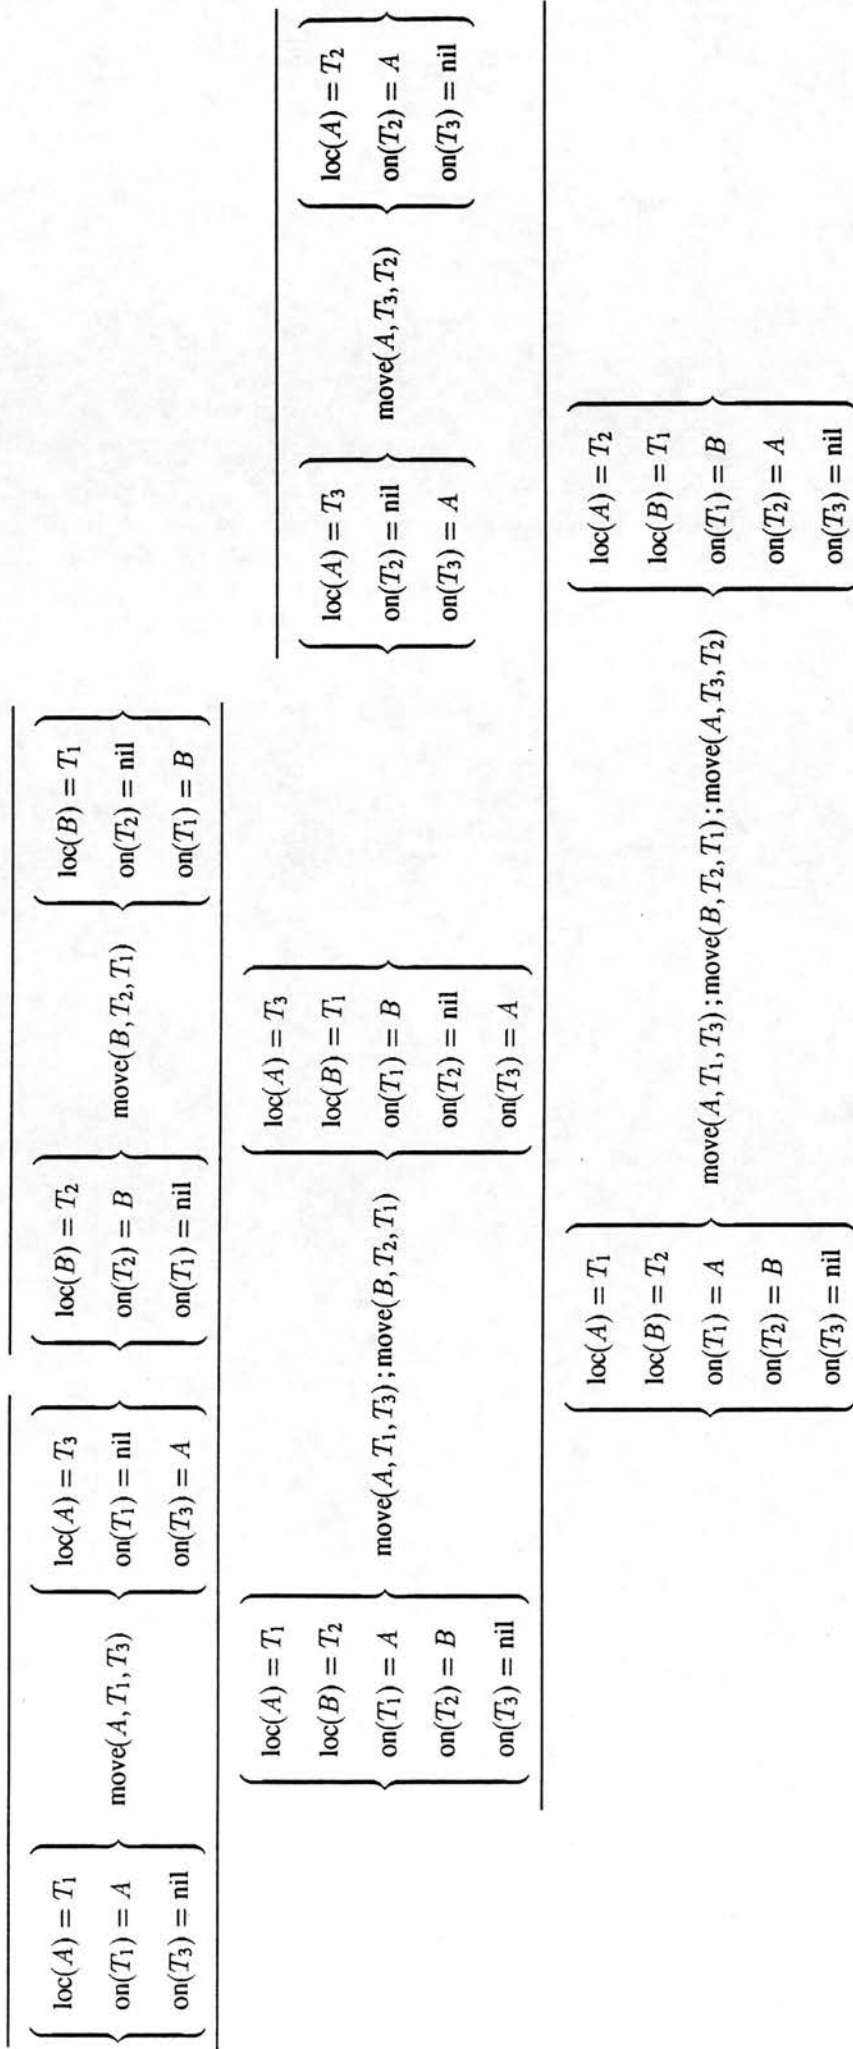 loc(A) = T₁
on(T₁) = A
on(T₃) = nil
move(A, T₁, T₃)
loc(A) = T₃
on(T₁) = nil
on(T₃) = A
loc(B) = T₂
on(T₂) = B
on(T₁) = nil
move(B, T₂, T₁)
loc(B) = T₁
on(T₂) = nil
on(T₁) = B
loc(A) = T₁
loc(B) = T₂
on(T₁) = A
on(T₂) = B
on(T₃) = nil
move(A, T₁, T₃); move(B, T₂, T₁)
loc(A) = T₃
loc(B) = T₁
on(T₁) = B
on(T₂) = nil
on(T₃) = A
loc(A) = T₃
on(T₂) = nil
on(T₃) = A
move(A, T₃, T₂)
loc(A) = T₂
on(T₂) = A
on(T₃) = nil
loc(A) = T₁
loc(B) = T₂
on(T₁) = A
on(T₂) = B
on(T₃) = nil
move(A, T₁, T₃); move(B, T₂, T₁); move(A, T₃, T₂)
loc(A) = T₂
loc(B) = T₁
on(T₁) = B
on(T₂) = A
on(T₃) = nil